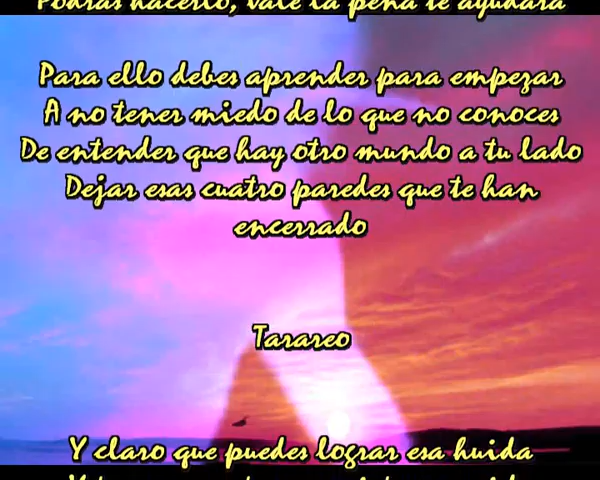 Podrás hacerlo, vale la pena te ayudará
Para ello debes aprender para empezar
A no tener miedo de lo que no conoces
De entender que hay otro mundo a tu lado
Dejar esas cuatro paredes que te han
encerrado
Tarareo
Y claro que puedes lograr esa huida